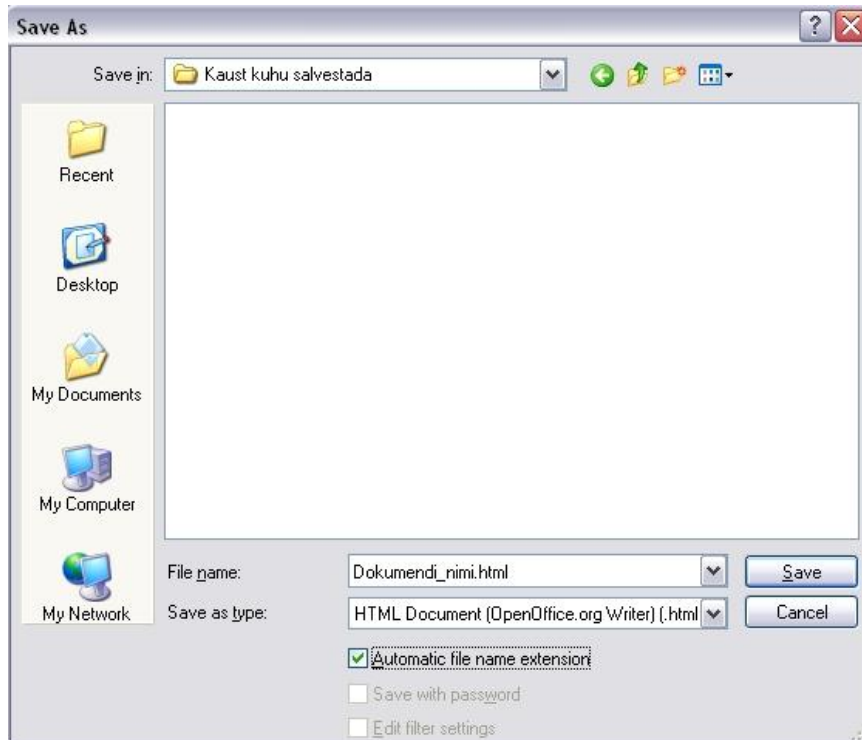 Save As
Save in: Kaust kuhu salvestada
Recent
Desktop
My Documents
My Computer
My Network
File name: Dokumendi_nimi.html Save
Save as type: HTML Document (OpenOffice.org Writer) (.html Cancel
Automatic file name extension
Save with password
Edit filter settings